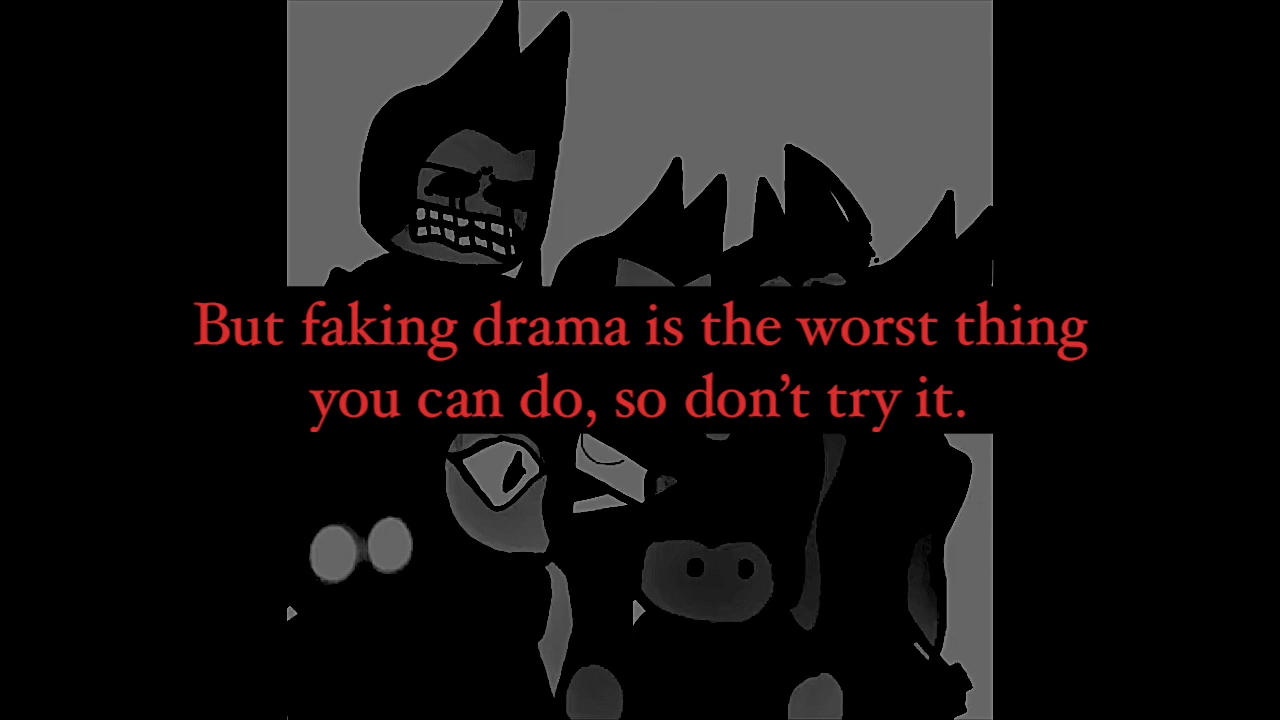 But faking drama is the worst thing
you can do, so don’t try it.